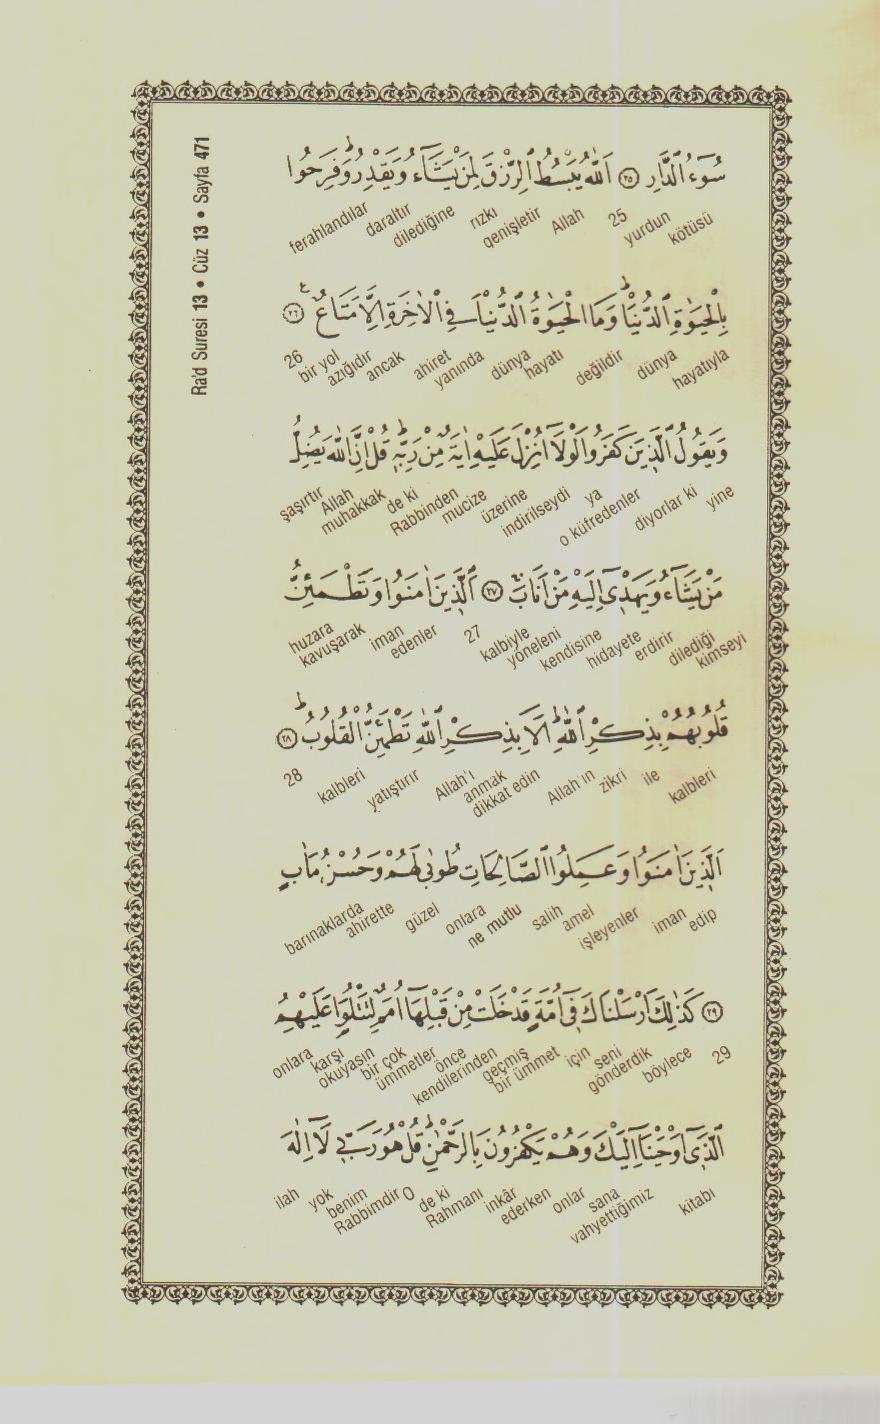 Ra'd Suresi 13 • Cüz 13 • Sayfa 471
سُٓوءُ الدَّارِ ﴿٢٥﴾ اَللّٰهُ يَبْسُطُ الرِّزْقَ لِمَنْ يَشَٓاءُ وَيَقْدِرُۜ وَفَرِحُوا
kötüsü yurdun 25 Allah genişletir rızkı dilediğine daraltır ferahlandılar
بِالْحَيٰوةِ الدُّنْيَاۜ وَمَا الْحَيٰوةُ الدُّنْيَا فِي الْاٰخِرَةِ اِلَّا مَتَاعٌ۟ ﴿٢٦﴾
hayatıyla dünya değildir hayatı dünya yanında ahiret ancak azığıdır bir yol 26
وَيَقُولُ الَّذ۪ينَ كَفَرُوا لَوْلَٓا اُنْزِلَ عَلَيْهِ اٰيَةٌ مِنْ رَبِّه۪ۜ قُلْ اِنَّ اللّٰهَ يُضِلُّ
yine diyorlar ki o küfredenler ya indirilseydi üzerine mucize Rabbinden de ki muhakkak Allah şaşırtır
مَنْ يَشَٓاءُ وَيَهْد۪ٓي اِلَيْهِ مَنْ اَنَابَۚ ﴿٢٧﴾ اَلَّذ۪ينَ اٰمَنُوا وَتَطْمَئِنُّ
kimseyi dilediği erdirir hidayete kendisine yöneleni kalbiyle 27 edenler iman kavuşarak huzara
قُلُوبُهُمْ بِذِكْرِ اللّٰهِۜ اَلَا بِذِكْرِ اللّٰهِ تَطْمَئِنُّ الْقُلُوبُۜ ﴿٢٨﴾
kalbleri ile zikri Allah'ın dikkat edin anmak Allah'ı yatıştırır kalbleri 28
اَلَّذ۪ينَ اٰمَنُوا وَعَمِلُوا الصَّالِحَاتِ طُوبٰى لَهُمْ وَحُسْنُ مَاٰبٍ
edip iman işleyenler amel salih ne mutlu onlara güzel ahirette barınaklarda
﴿٢٩﴾ كَذٰلِكَ اَرْسَلْنَاكَ ف۪ٓي اُمَّةٍ قَدْ خَلَتْ مِنْ قَبْلِهَٓا اُمَمٌ لِتَتْلُوَا۬ عَلَيْهِمُ
29 böylece gönderdik seni için bir ümmet geçmiş kendilerinden önce ümmetler bir çok okuyasın karşı onlara
الَّذ۪ٓي اَوْحَيْنَٓا اِلَيْكَ وَهُمْ يَكْفُرُونَ بِالرَّحْمٰنِۜ قُلْ هُوَ رَبّ۪ي لَٓا اِلٰهَ
kitabı vahyettiğimiz sana onlar ederken inkâr Rahmanı de ki O Rabbimdir benim yok ilah